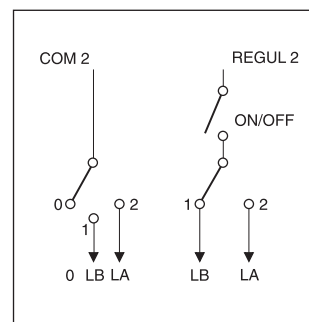 COM 2 REGUL 2
ON/OFF
0 2 1 2
1
0 LB LA LB LA